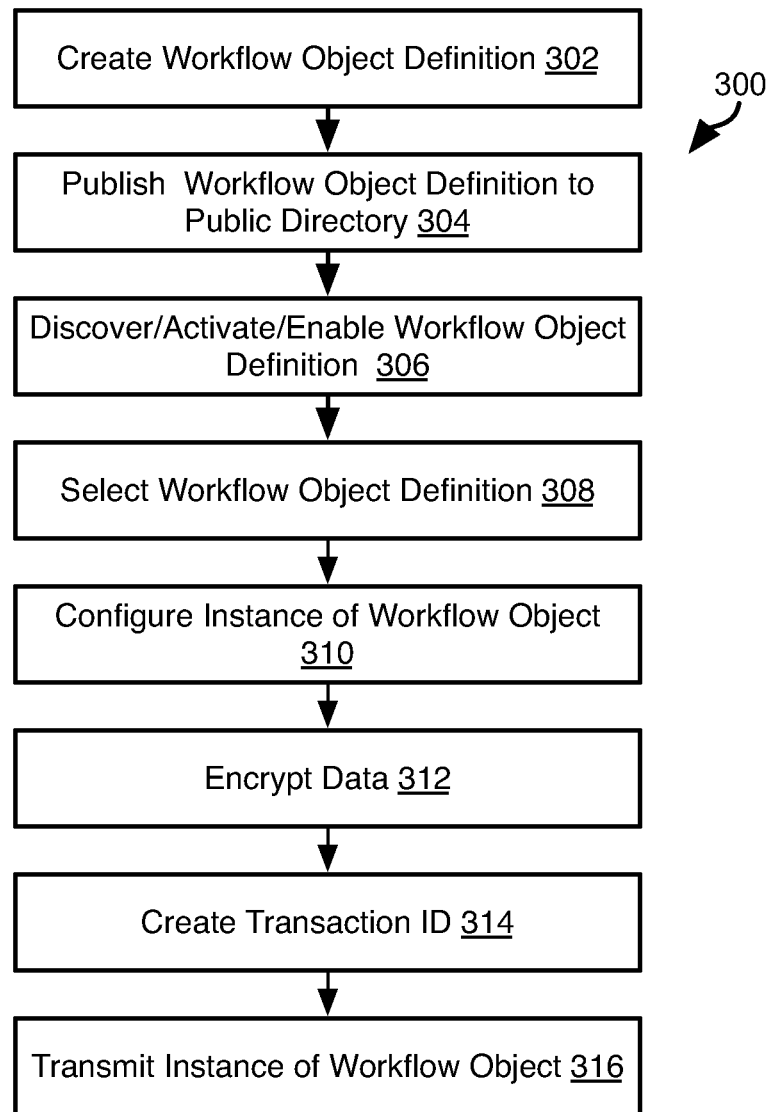 Create Workflow Object Definition 302
300
Publish Workflow Object Definition to
Public Directory 304
Discover/Activate/Enable Workflow Object
Definition 306
Select Workflow Object Definition 308
Configure Instance of Workflow Object
310
Encrypt Data 312
Create Transaction ID 314
Transmit Instance of Workflow Object 316